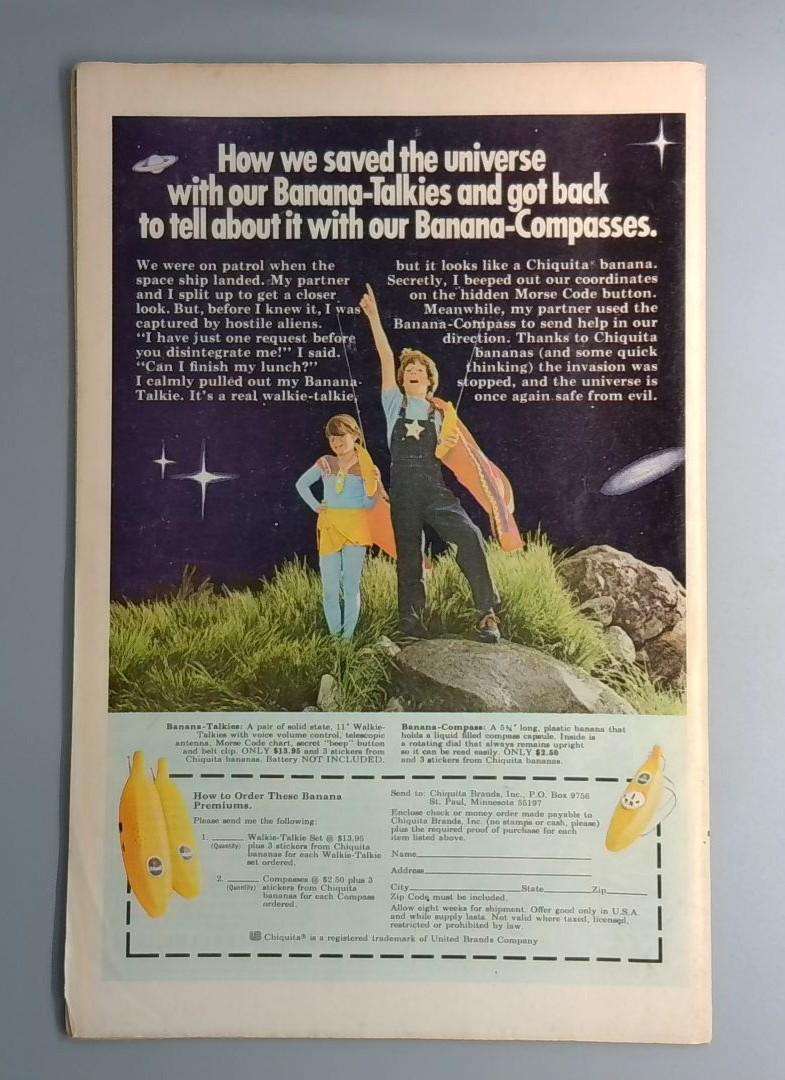 How we saved the universe
with our Banana-Talkies and got back
to tell about it with our Banana-Compasses.
We were on patrol when the
space ship landed. My partner
and I split up to get a closer
look. But, before I knew it, I was
captured by hostile aliens.
“I have just one request before
you disintegrate me!” I said.
“Can I finish my lunch?”
I calmly pulled out my Banana-
Talkie. It's a real walkie-talkie,
but it looks like a Chiquita® banana.
Secretly, I beeped out our coordinates
on the hidden Morse Code button.
Meanwhile, my partner used the
Banana-Compass to send help in our
direction. Thanks to Chiquita
bananas (and some quick
thinking) the invasion was
stopped, and the universe is
once again safe from evil.
Banana-Talkies: A pair of solid state, 11" Walkie-
Talkies with voice volume control, telescopic
antenna, Morse Code chart, secret "beep" button
and belt clip. ONLY $13.95 and 3 stickers from
Chiquita bananas. Battery NOT INCLUDED.
Banana-Compass: A 5¾" long, plastic banana that
holds a liquid filled compass capsule. Inside is
a rotating dial that always remains upright
so it can be read easily. ONLY $2.50
and 3 stickers from Chiquita bananas.
How to Order These Banana
Premiums.
Please send me the following:
1. ____ Walkie-Talkie Set @ $13.95
(Quantity) plus 3 stickers from Chiquita
bananas for each Walkie-Talkie
set ordered.
2. ____ Compasses @ $2.50 plus 3
(Quantity) stickers from Chiquita
bananas for each Compass
ordered.
Send to: Chiquita Brands, Inc., P.O. Box 9756
St. Paul, Minnesota 55197
Enclose check or money order made payable to
Chiquita Brands, Inc. (no stamps or cash, please)
plus the required proof of purchase for each
item listed above.
Name
Address
City State Zip
Zip Code must be included.
Allow eight weeks for shipment. Offer good only in U.S.A.
and while supply lasts. Not valid where taxed, licensed,
restricted or prohibited by law.
Chiquita® is a registered trademark of United Brands Company